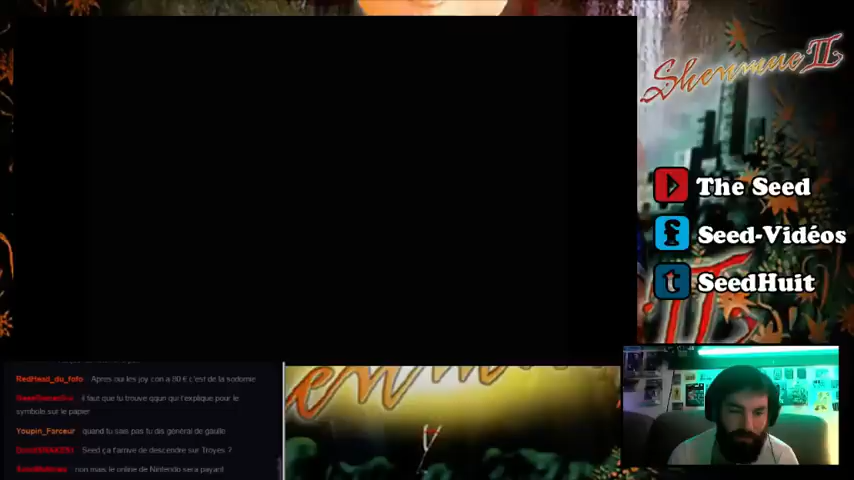 Shenmue II
The Seed
Seed-Vidéos
SeedHuit
RedHead_du_fofo Apres oui les joy con a 80 € c'est de la sodomie
il faut que tu trouve qqun qui t'explique pour le
symbole sur le papier
Youpin_Farceur quand tu sais pas tu dis general de gaulle
Seed ça t'arrive de descendre sur Troyes ?
non mais le online de Nintendo sera payant